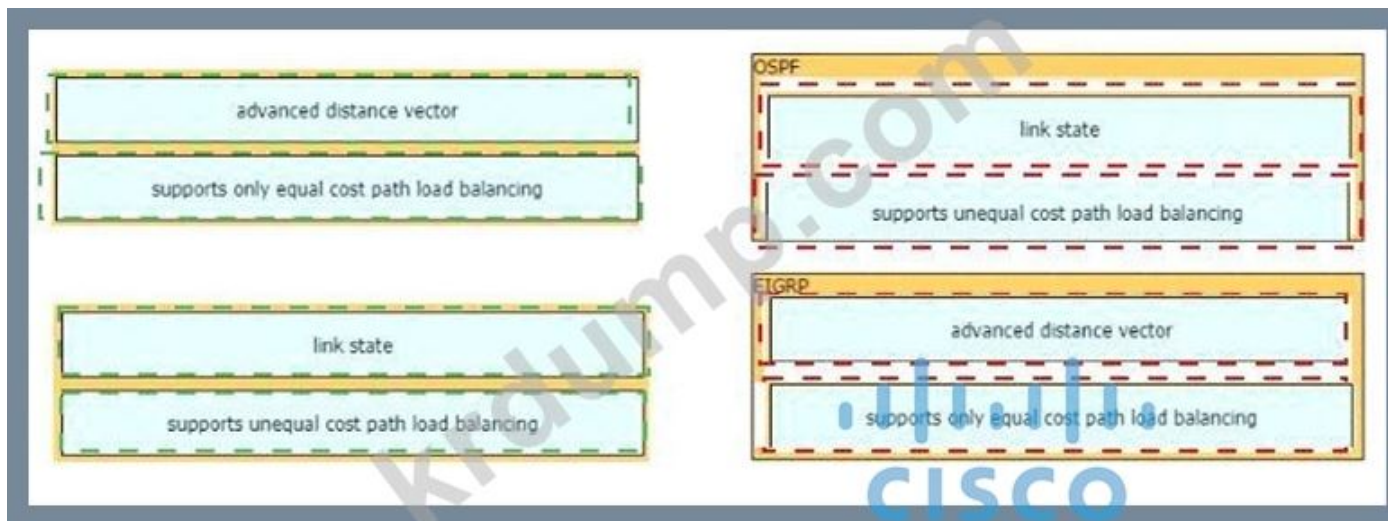 advanced distance vector
supports only equal cost path load balancing
link state
supports unequal cost path load balancing
OSPF
link state
supports unequal cost path load balancing
EIGRP
advanced distance vector
supports only equal cost path load balancing
CISCO
krdump.com